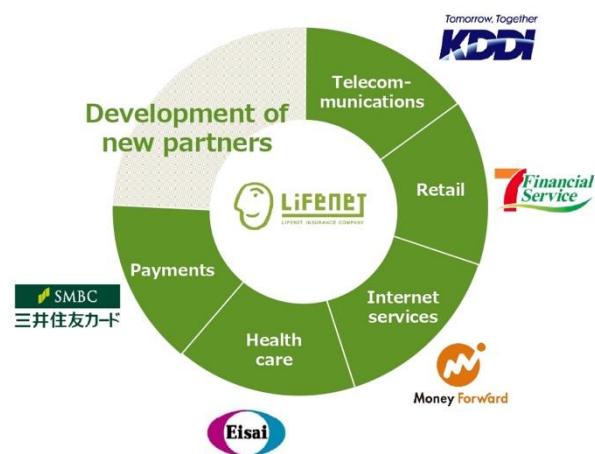 Tomorrow, Together
KDDI
Telecom-
munications
Development of
new partners
7 Financial
Service
Retail
LIFENET
LIFENET INSURANCE COMPANY
Payments
Internet
services
SMBC
三井住友カード
Health
care
Money Forward
Eisai